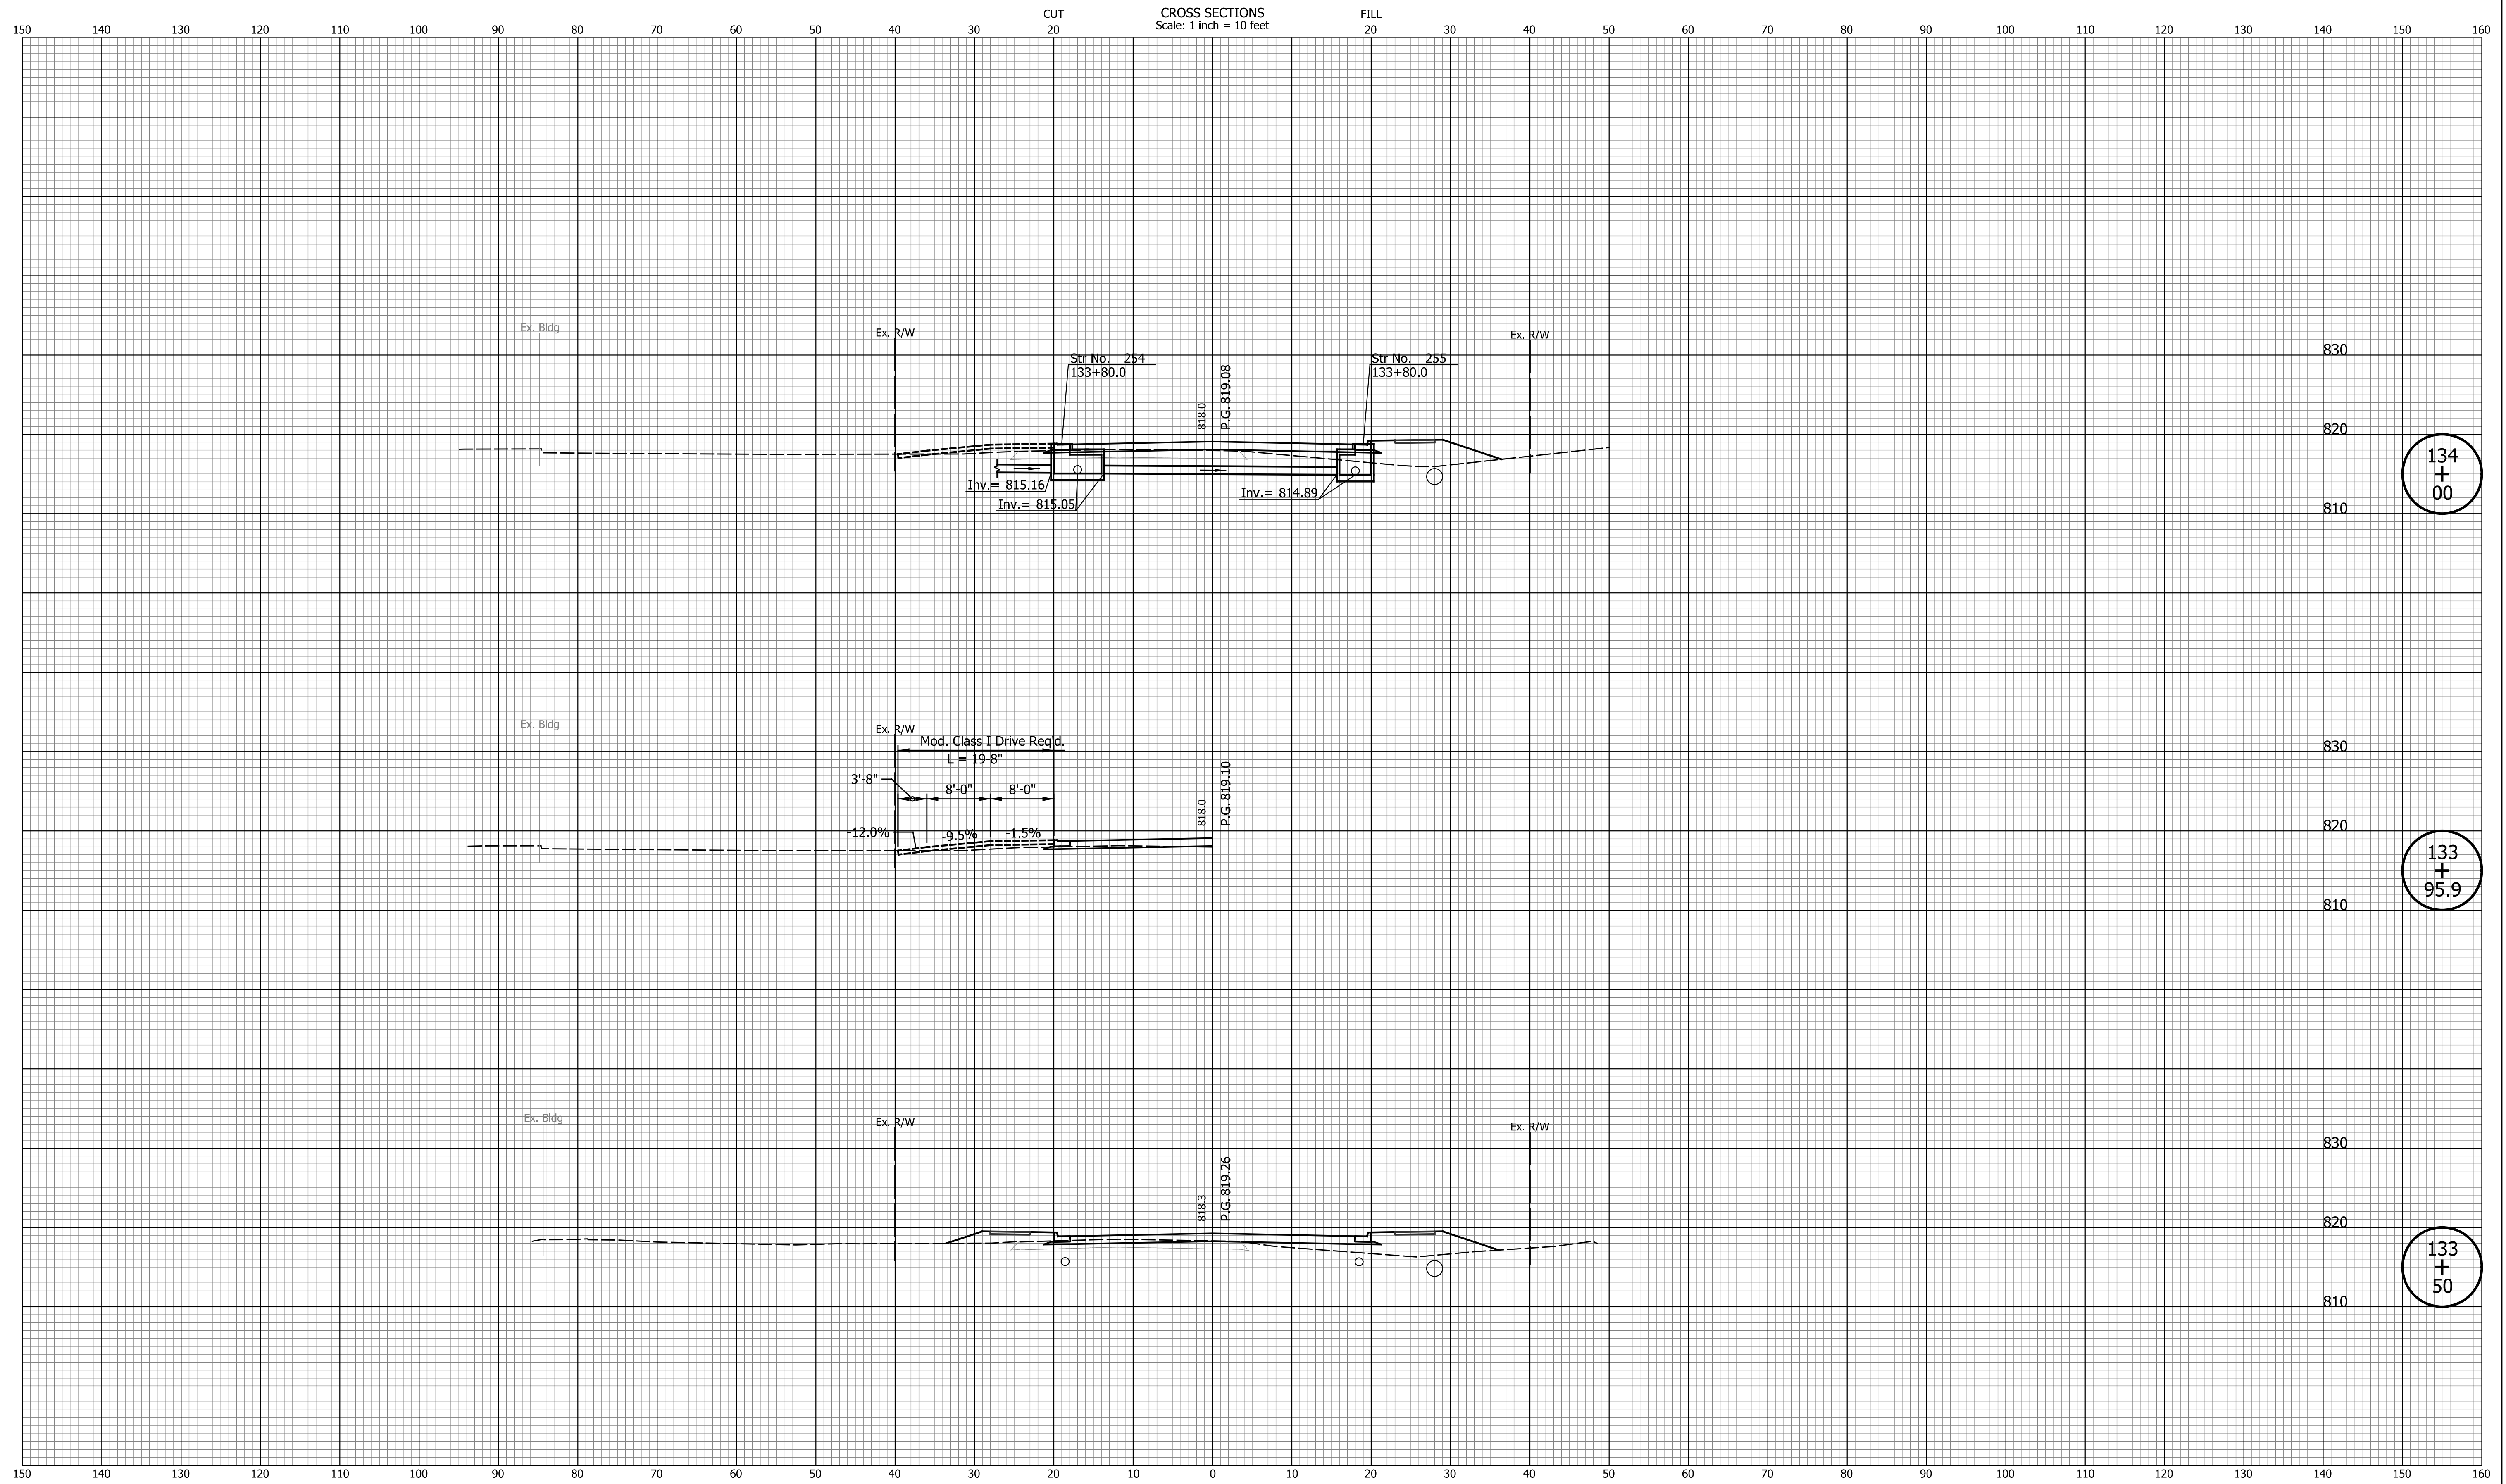 CUT CROSS SECTIONS FILL
Scale: 1 inch = 10 feet
150 140 130 120 110 100 90 80 70 60 50 40 30 20 10 0 10 20 30 40 50 60 70 80 90 100 110 120 130 140 150 160
Ex. Bldg
Ex. R/W
Ex. R/W
Str No. 254
133+80.0
Str No. 255
133+80.0
818.0
P.G. 819.08
Inv.= 815.16
Inv.= 815.05
Inv.= 814.89
830
820
810
134
+
00
Ex. Bldg
Ex. R/W
Mod. Class I Drive Req'd.
L = 19-8"
3'-8"
8'-0"
8'-0"
-12.0%
-9.5%
-1.5%
818.0
P.G. 819.10
830
820
810
133
+
95.9
Ex. Bldg
Ex. R/W
Ex. R/W
818.3
P.G. 819.26
830
820
810
133
+
50
150 140 130 120 110 100 90 80 70 60 50 40 30 20 10 0 10 20 30 40 50 60 70 80 90 100 110 120 130 140 150 160